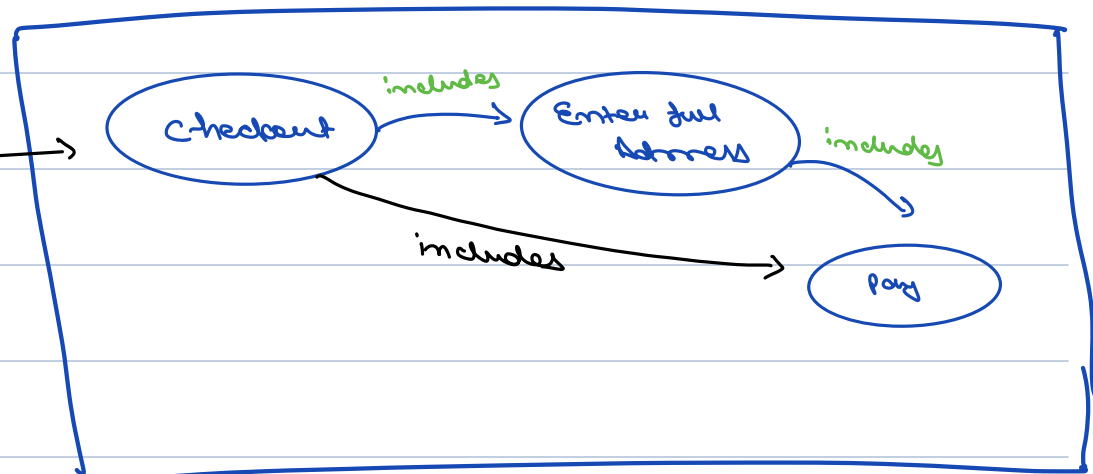 includes
Checkout
Enter full
Address
includes
includes
Pay